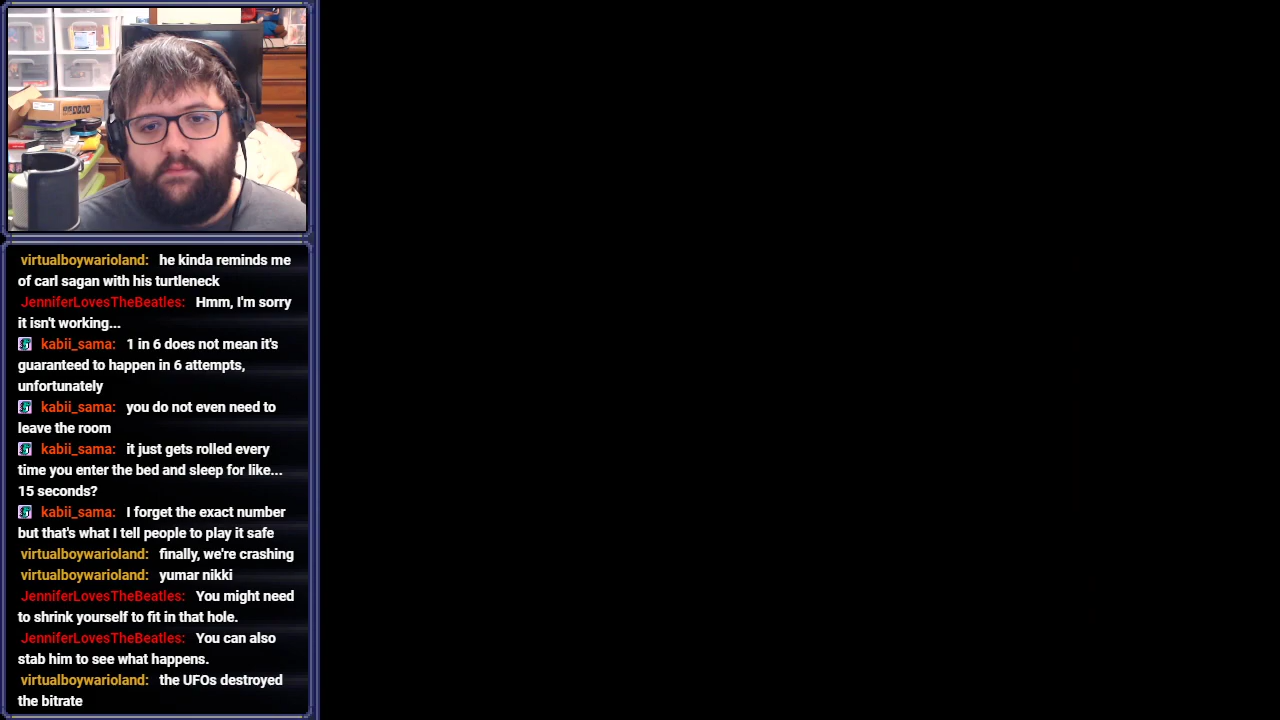 virtualboywarioland: he kinda reminds me
of carl sagan with his turtleneck
JenniferLovesTheBeatles: Hmm, I'm sorry
it isn't working...
kabii_sama: 1 in 6 does not mean it's
guaranteed to happen in 6 attempts,
unfortunately
kabii_sama: you do not even need to
leave the room
kabii_sama: it just gets rolled every
time you enter the bed and sleep for like...
15 seconds?
kabii_sama: I forget the exact number
but that's what I tell people to play it safe
virtualboywarioland: finally, we're crashing
virtualboywarioland: yumar nikki
JenniferLovesTheBeatles: You might need
to shrink yourself to fit in that hole.
JenniferLovesTheBeatles: You can also
stab him to see what happens.
virtualboywarioland: the UFOs destroyed
the bitrate